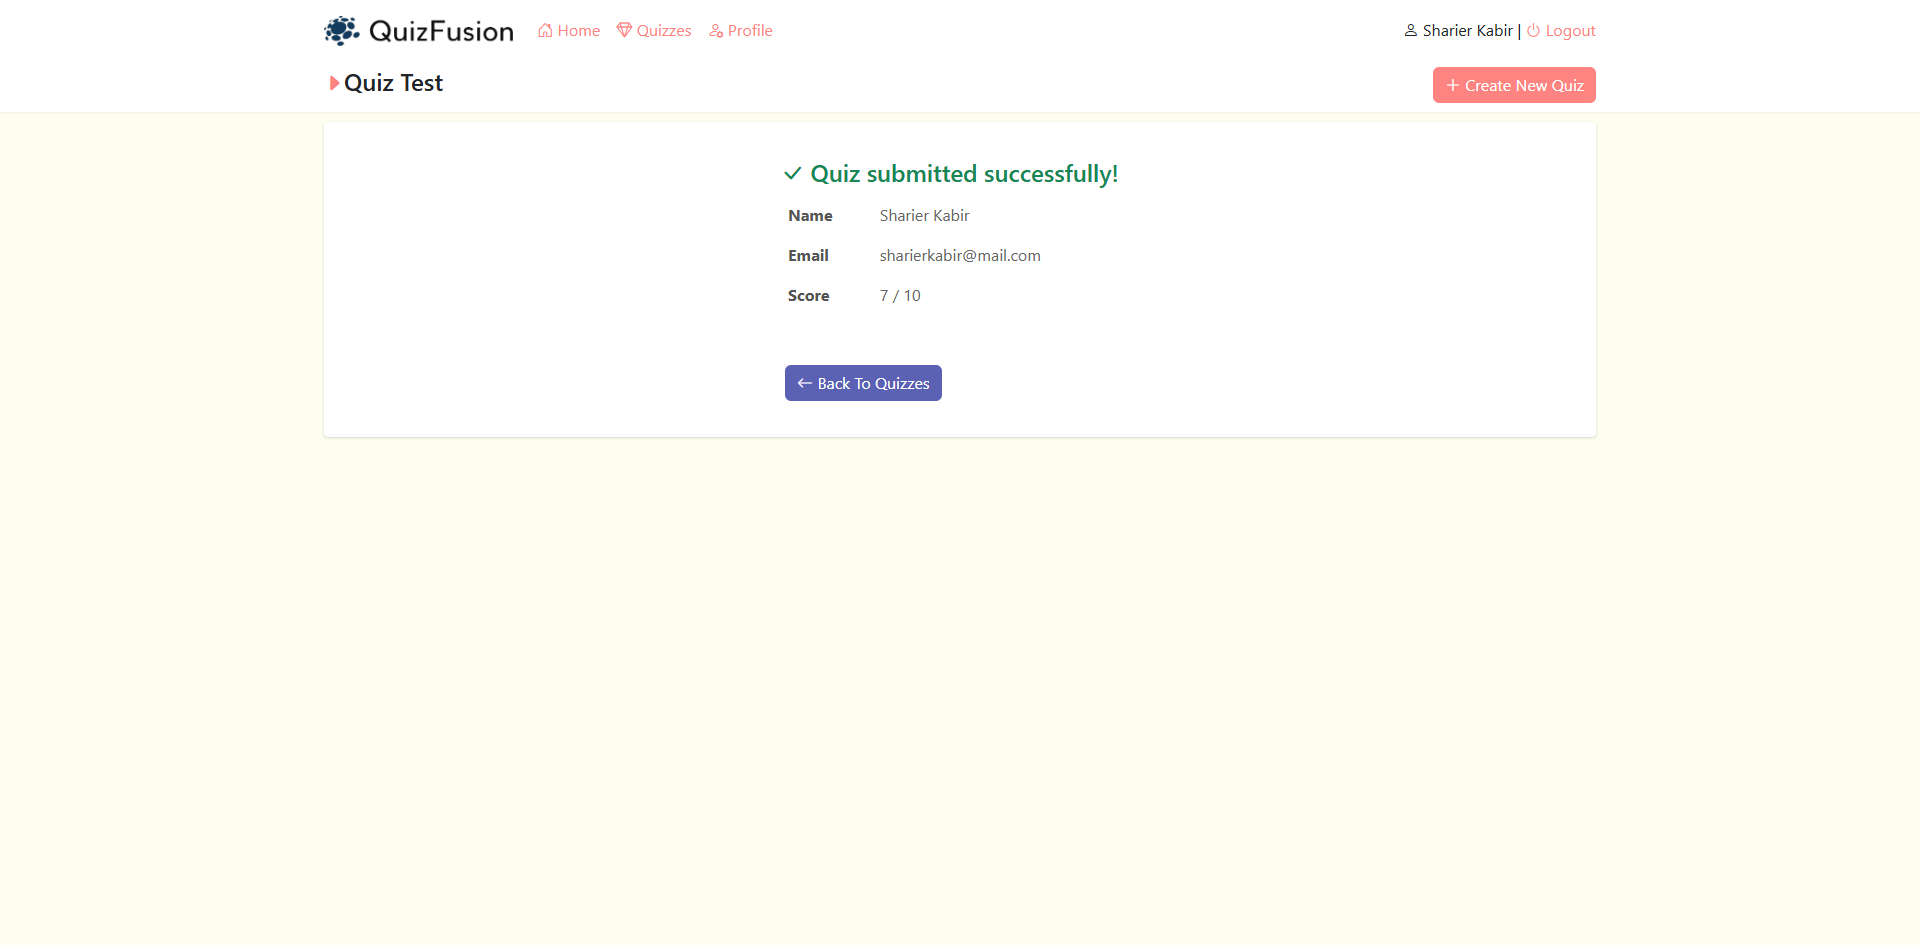 QuizFusion Home Quizzes Profile Sharier Kabir | Logout
Quiz Test + Create New Quiz
Quiz submitted successfully!
Name Sharier Kabir
Email sharierkabir@mail.com
Score 7 / 10
Back To Quizzes